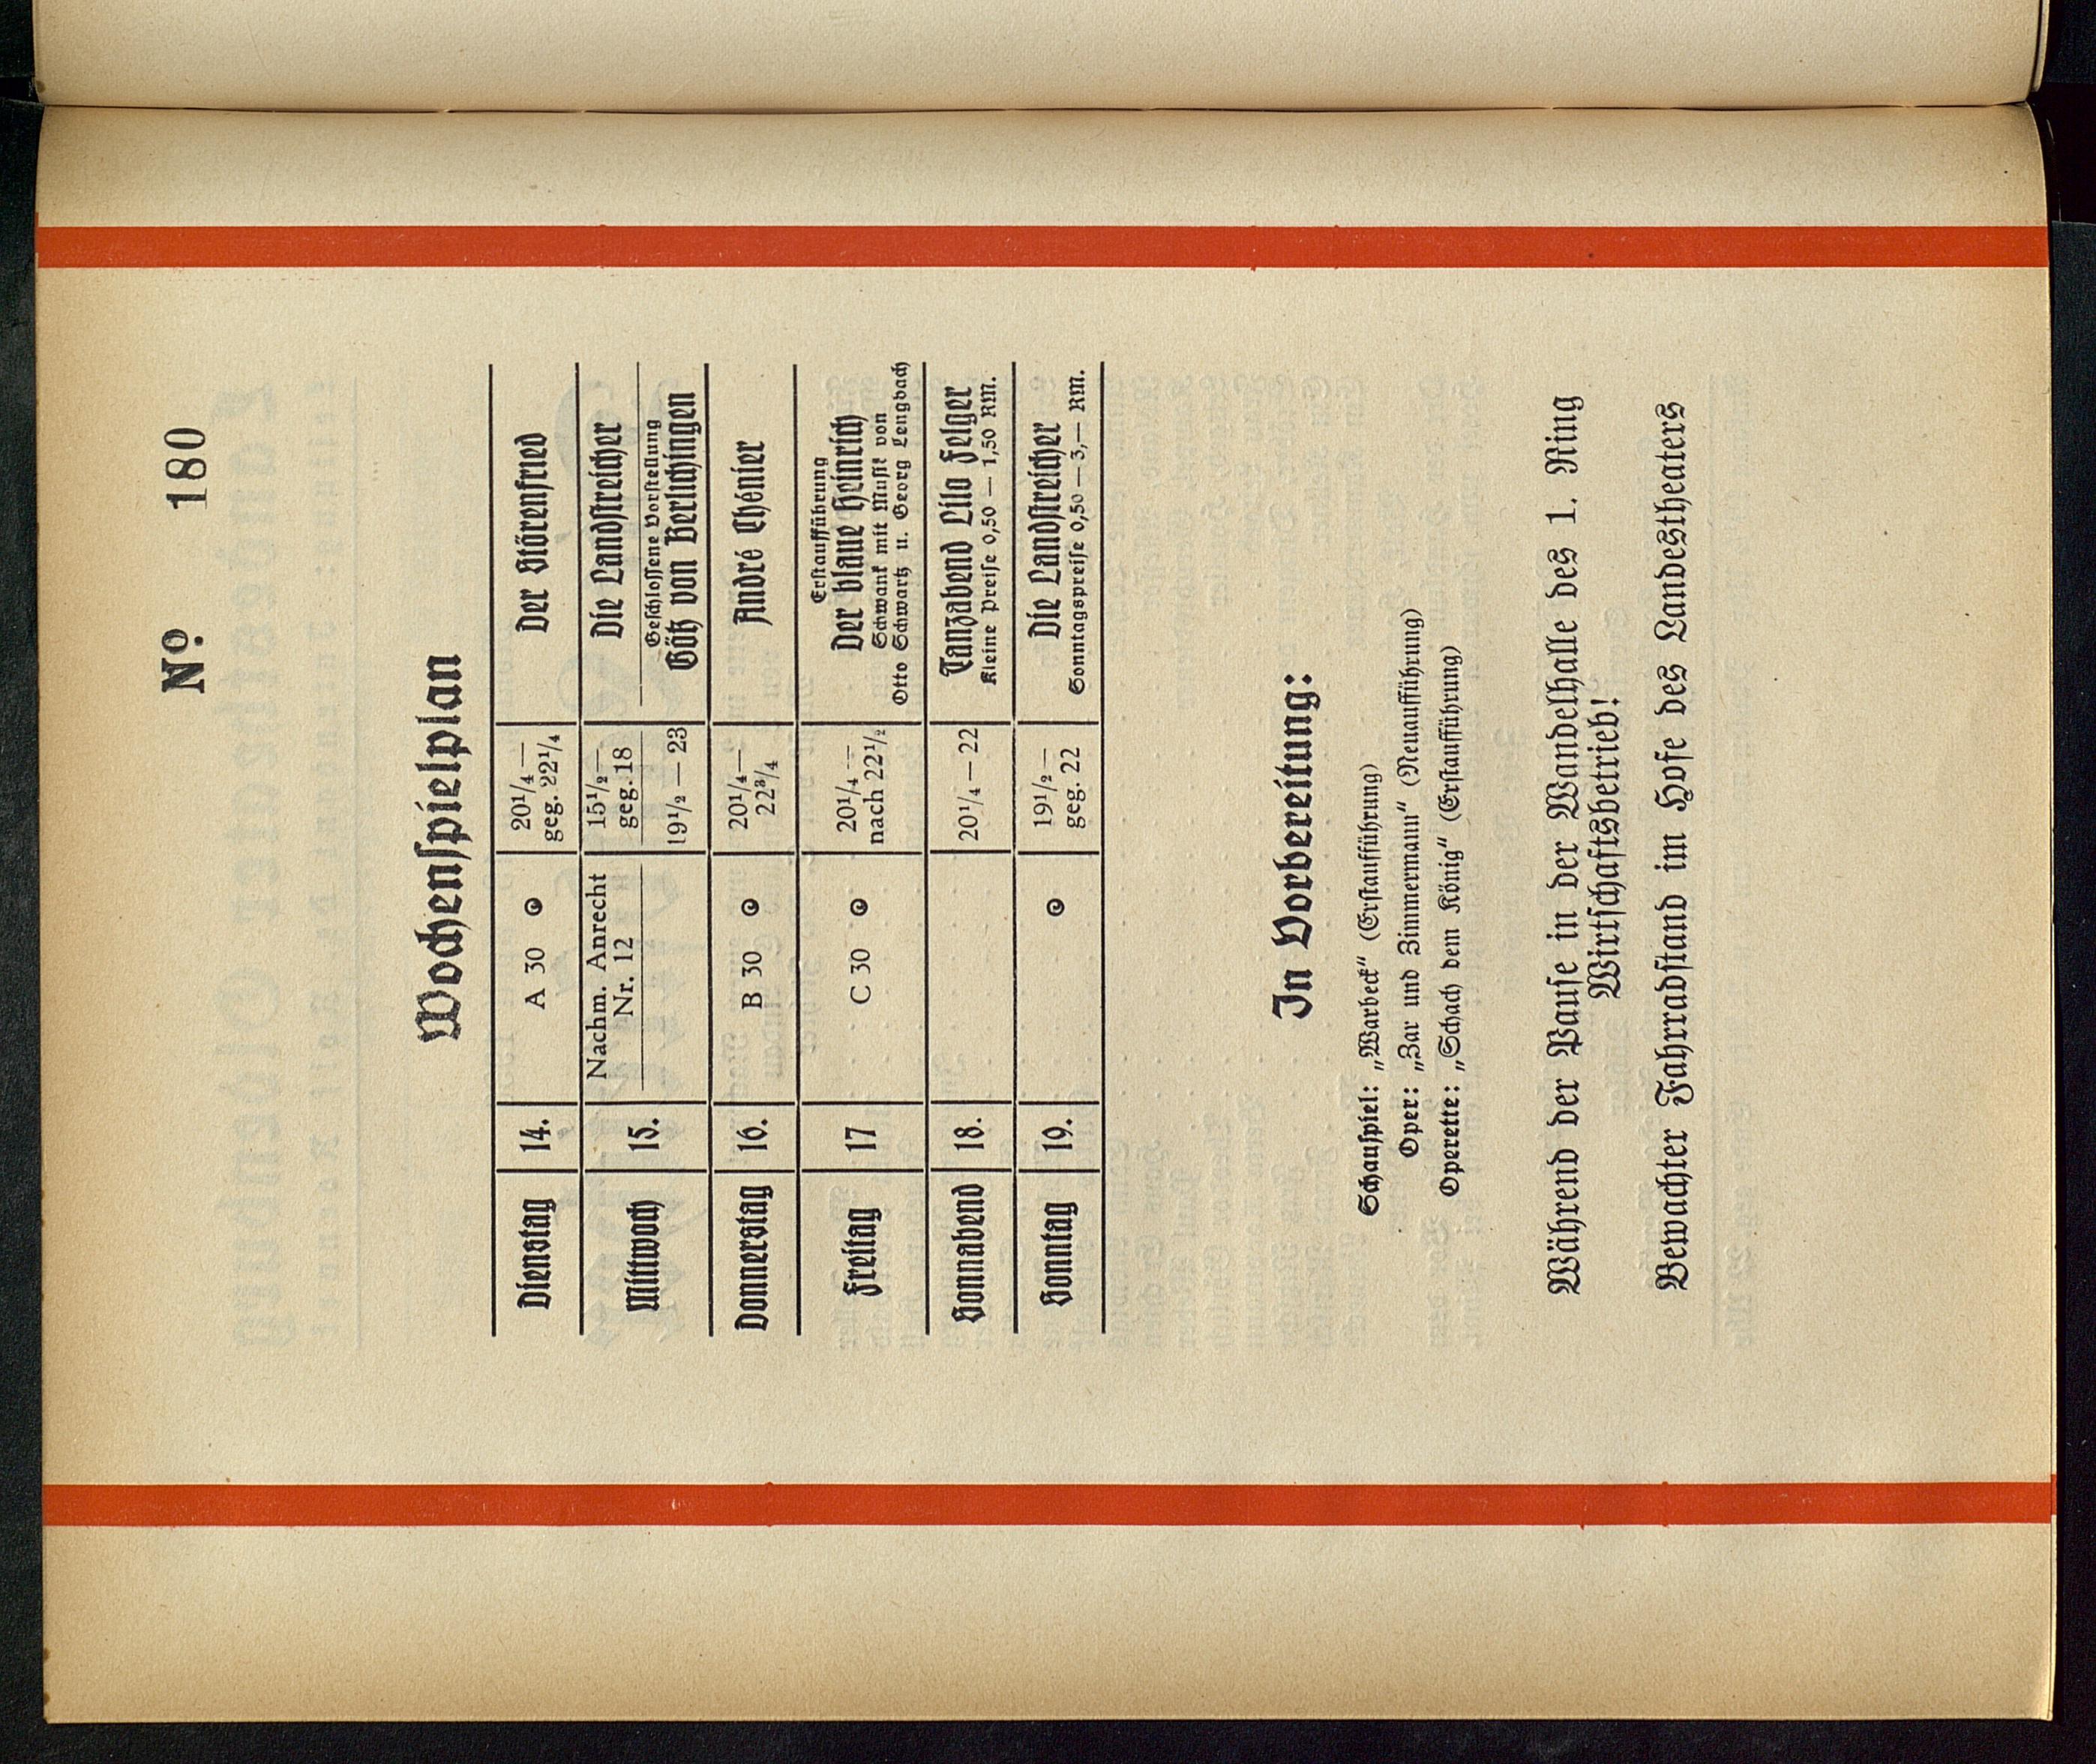 Nº 180
Wochenspielplan
Dienstag 14. A 30 20¼— geg. 22¼ Der Störenfried
Mittwoch 15. Nachm. Anrecht Nr. 12 15½— geg. 18 Die Landstreicher
19½—23 Geschlossene Vorstellung
Götz von Berlichingen
Donnerstag 16. B 30 20¼— 22¾ André Chénier
Freitag 17 C 30 20¼— nach 22½ Erstaufführung
Der blaue Heinrich
Schwank mit Musik von
Otto Schwartz u. Georg Lengbach
Sonnabend 18. 20¼—22 Tanzabend Lilo Felger
Kleine Preise 0,50—1,50 RM.
Sonntag 19. 19½— geg. 22 Die Landstreicher
Sonntagspreise 0,50—3,— RM.
In Vorbereitung:
Schauspiel: „Warbeck“ (Erstaufführung)
Oper: „Zar und Zimmermann“ (Neuaufführung)
Operette: „Schach dem König“ (Erstaufführung)
Während der Pause in der Wandelhalle des 1. Ring
Wirtschaftsbetrieb!
Bewachter Fahrradstand im Hofe des Landestheaters